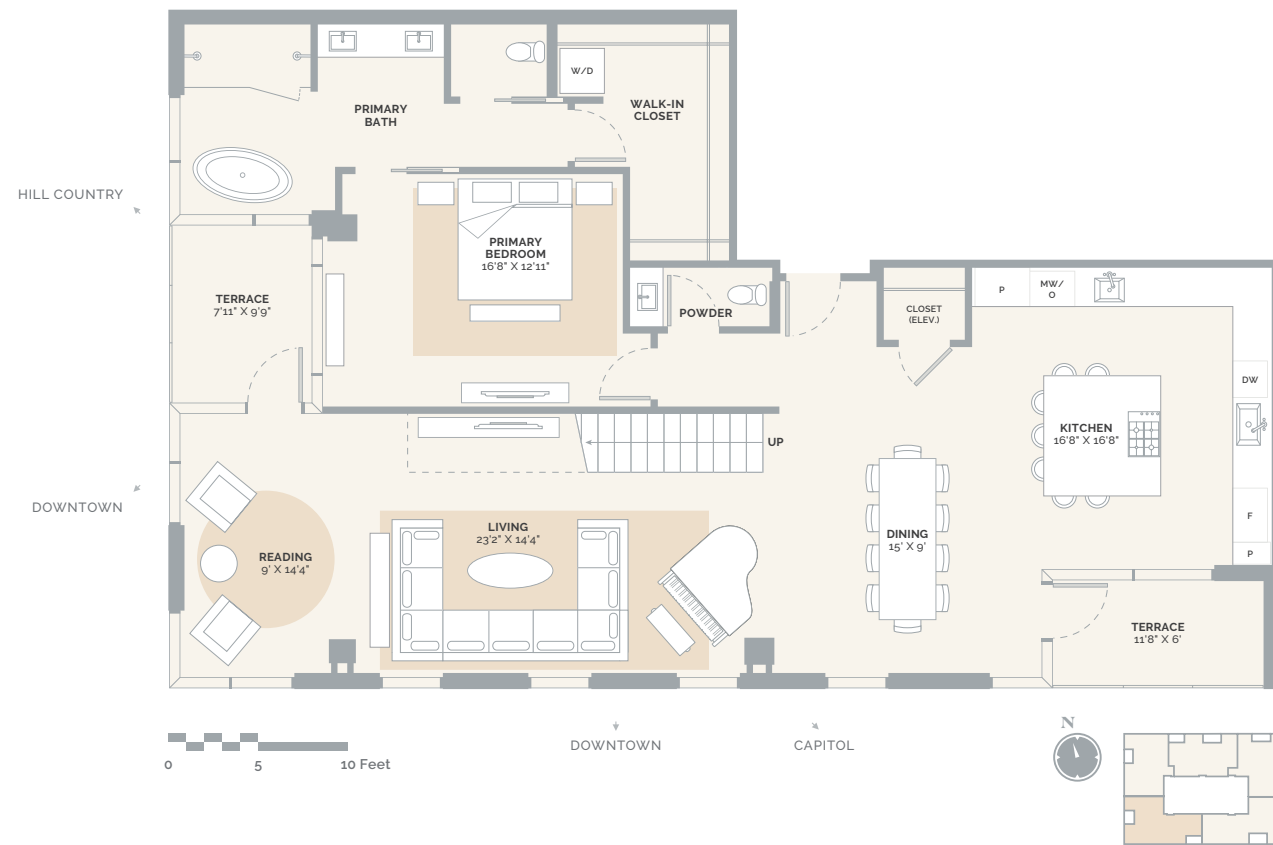 W/D
PRIMARY
BATH
WALK-IN
CLOSET
HILL COUNTRY
PRIMARY
BEDROOM
16'8" X 12'11"
TERRACE
7'11" X 9'9"
POWDER
CLOSET
(ELEV.)
P
MW/
O
DW
KITCHEN
16'8" X 16'8"
UP
DOWNTOWN
F
P
LIVING
23'2" X 14'4"
DINING
15' X 9'
READING
9' X 14'4"
TERRACE
11'8" X 6'
DOWNTOWN
CAPITOL
N
0 5 10 Feet